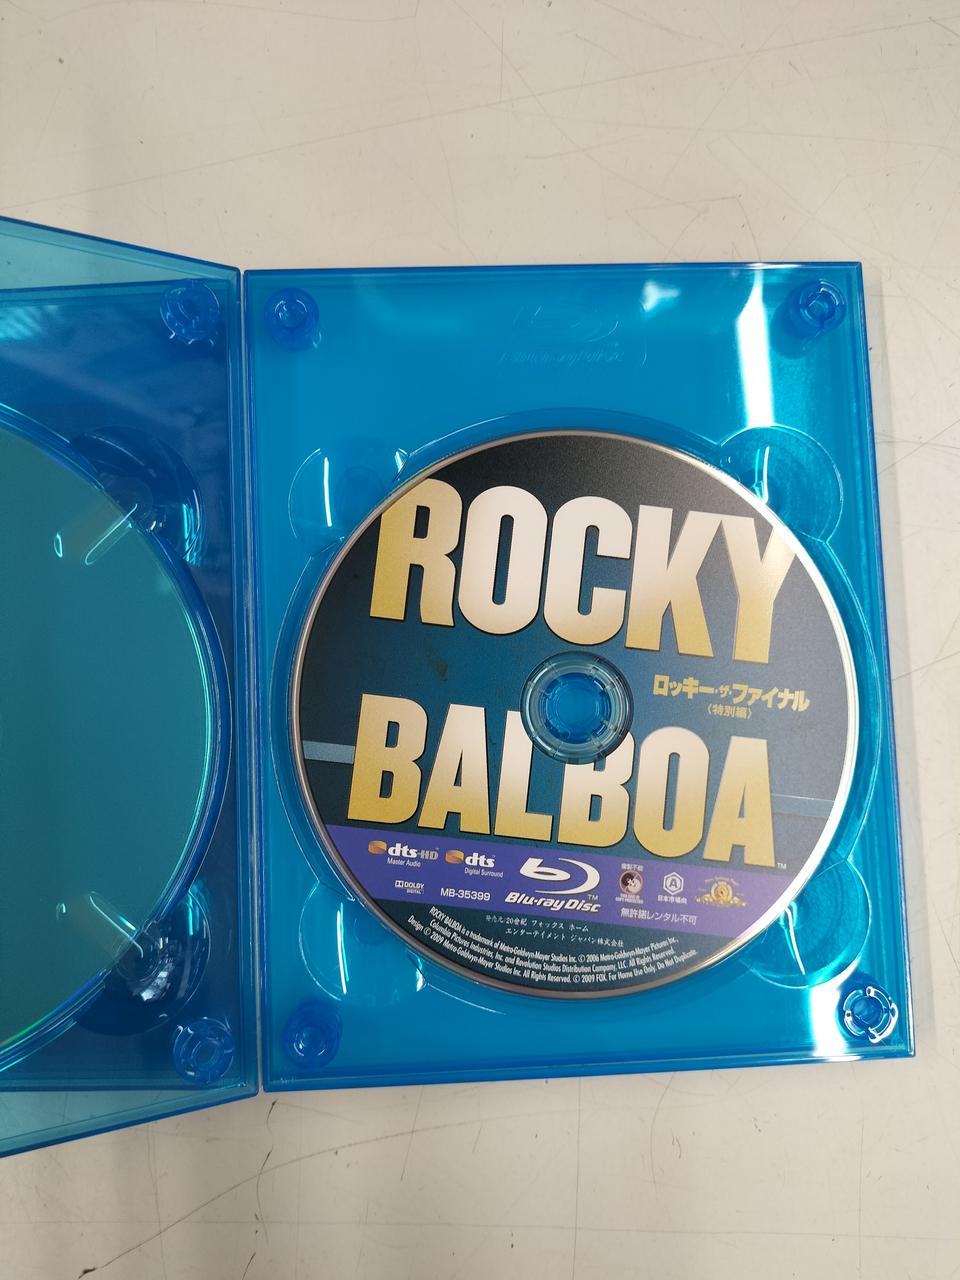 ROCKY
ロッキー・ザ・ファイナル
〈特別編〉
BALBOA™
dts-HD
Master Audio
dts
Digital Surround
DOLBY
DIGITAL
MB-35399
Blu-ray Disc™
複製不能
日本市場向
無許諾レンタル不可
発売元:20世紀 フォックス ホーム
エンターテイメント ジャパン株式会社
ROCKY BALBOA is a trademark of Metro-Goldwyn-Mayer Studios Inc. © 2006 Metro-Goldwyn-Mayer Pictures Inc.,
Columbia Pictures Industries, Inc. and Revolution Studios Distribution Company, LLC. All Rights Reserved.
Design © 2009 Metro-Goldwyn-Mayer Studios Inc. All Rights Reserved. © 2009 FOX. For Home Use Only. Do Not Duplicate.